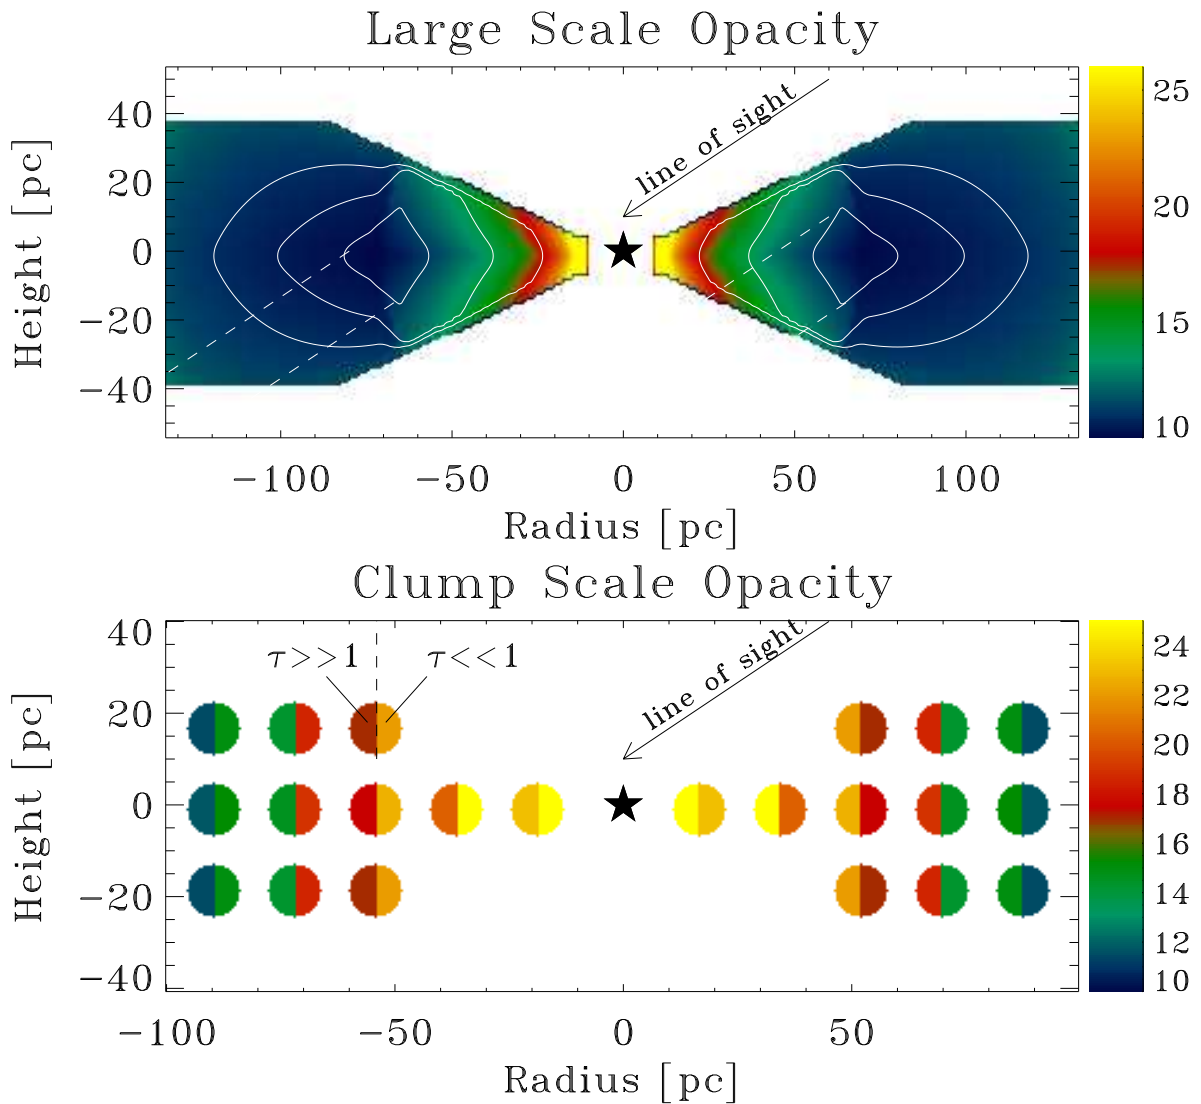 Large Scale Opacity
line of sight
40
20
0
−20
−40
Height [pc]
−100 −50 0 50 100
Radius [pc]
25
20
15
10
Clump Scale Opacity
line of sight
τ>>1 τ<<1
40
20
0
−20
−40
Height [pc]
−100 −50 0 50
Radius [pc]
24
22
20
18
16
14
12
10